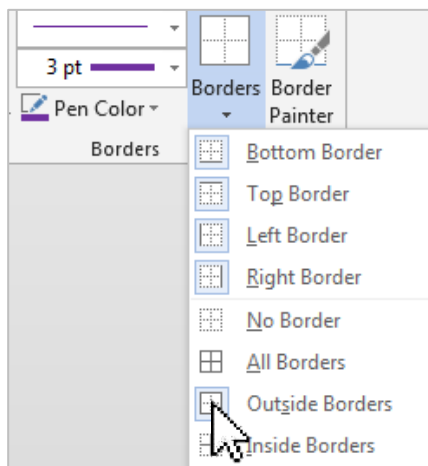 3 pt
Borders Border
Painter
Pen Color
Borders
Bottom Border
Top Border
Left Border
Right Border
No Border
All Borders
Outside Borders
Inside Borders